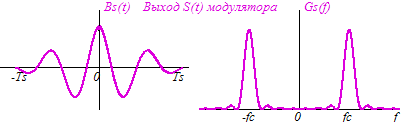 Bs(t) Выход S(t) модулятора Gs(f)
-Ts 0 Ts
-fc 0 fc f